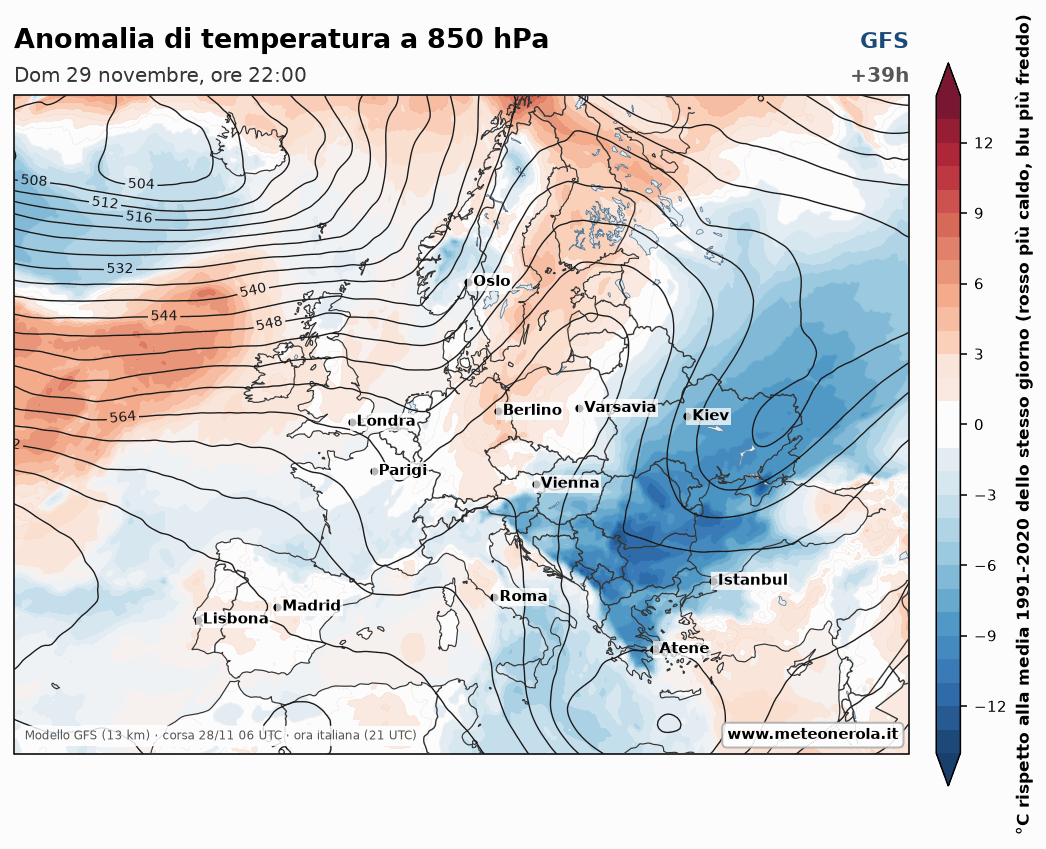 Anomalia di temperatura a 850 hPa
GFS
Dom 29 novembre, ore 22:00
+39h
508
504
512
516
532
540
544
548
564
2
Oslo
Berlino
Varsavia
Kiev
Londra
Parigi
Vienna
Istanbul
Roma
Madrid
Lisbona
Atene
Modello GFS (13 km) · corsa 28/11 06 UTC · ora italiana (21 UTC)
www.meteonerola.it
12
9
6
3
0
−3
−6
−9
−12
°C rispetto alla media 1991-2020 dello stesso giorno (rosso più caldo, blu più freddo)